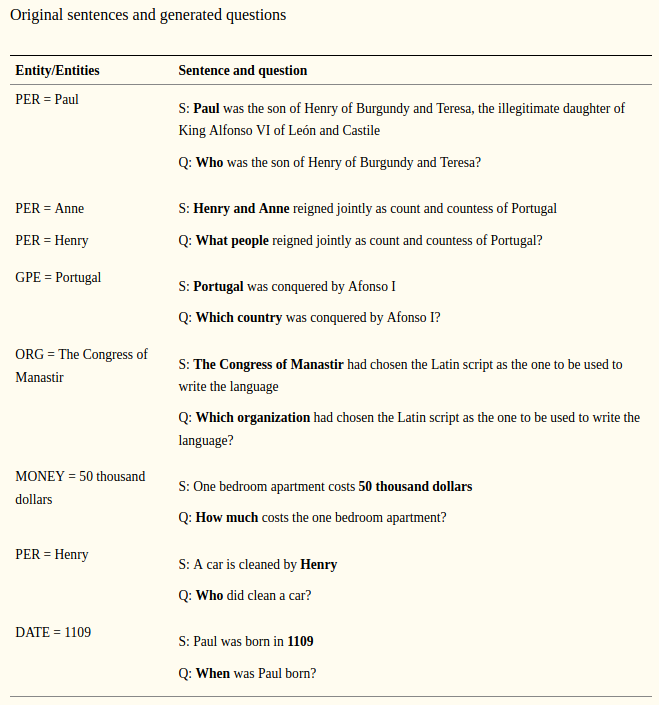 Original sentences and generated questions
Entity/Entities Sentence and question
PER = Paul
S: Paul was the son of Henry of Burgundy and Teresa, the illegitimate daughter of
King Alfonso VI of León and Castile
Q: Who was the son of Henry of Burgundy and Teresa?
PER = Anne S: Henry and Anne reigned jointly as count and countess of Portugal
PER = Henry Q: What people reigned jointly as count and countess of Portugal?
GPE = Portugal
S: Portugal was conquered by Afonso I
Q: Which country was conquered by Afonso I?
ORG = The Congress of
Manastir
S: The Congress of Manastir had chosen the Latin script as the one to be used to
write the language
Q: Which organization had chosen the Latin script as the one to be used to write the
language?
MONEY = 50 thousand
dollars
S: One bedroom apartment costs 50 thousand dollars
Q: How much costs the one bedroom apartment?
PER = Henry
S: A car is cleaned by Henry
Q: Who did clean a car?
DATE = 1109
S: Paul was born in 1109
Q: When was Paul born?